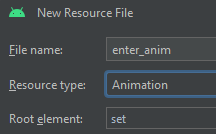 New Resource File
File name: enter_anim
Resource type: Animation
Root element: set